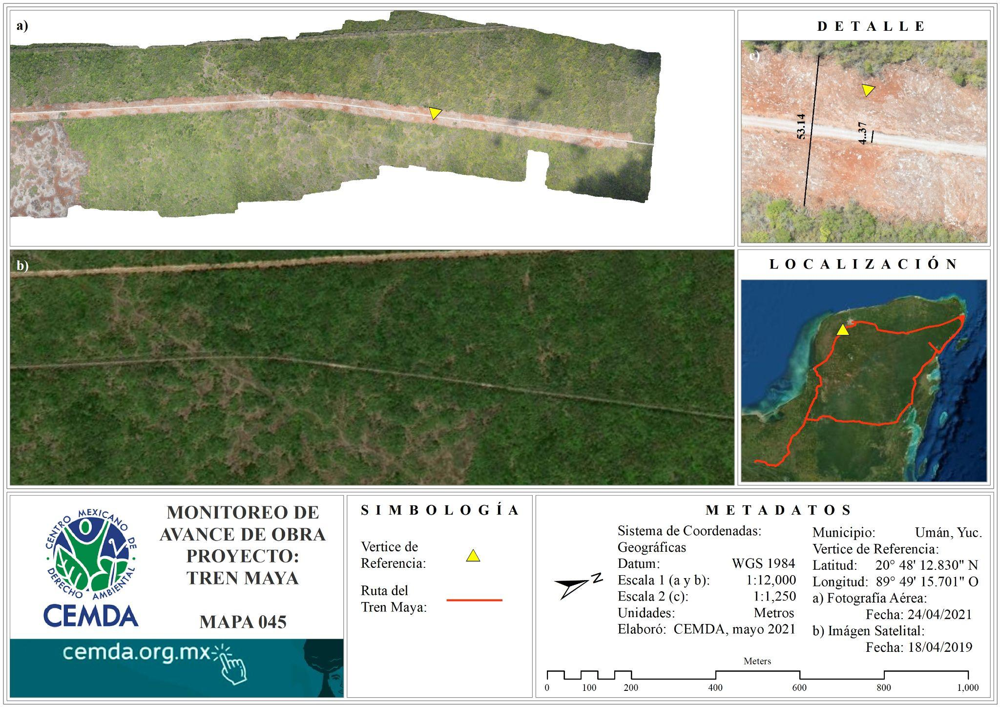 a)
D E T A L L E
c)
53.14
4..37
b)
L O C A L I Z A C I Ó N
CENTRO MEXICANO DE
DERECHO AMBIENTAL
CEMDA
MONITOREO DE
AVANCE DE OBRA
PROYECTO:
TREN MAYA
MAPA 045
cemda.org.mx
S I M B O L O G Í A
Vertice de
Referencia:
Ruta del
Tren Maya:
M E T A D A T O S
N
Sistema de Coordenadas:
Geográficas
Datum: WGS 1984
Escala 1 (a y b): 1:12,000
Escala 2 (c): 1:1,250
Unidades: Metros
Elaboró: CEMDA, mayo 2021
Municipio: Umán, Yuc.
Vertice de Referencia:
Latitud: 20° 48' 12.830" N
Longitud: 89° 49' 15.701" O
a) Fotografía Aérea:
Fecha: 24/04/2021
b) Imágen Satelital:
Fecha: 18/04/2019
Meters
0 100 200 400 600 800 1,000